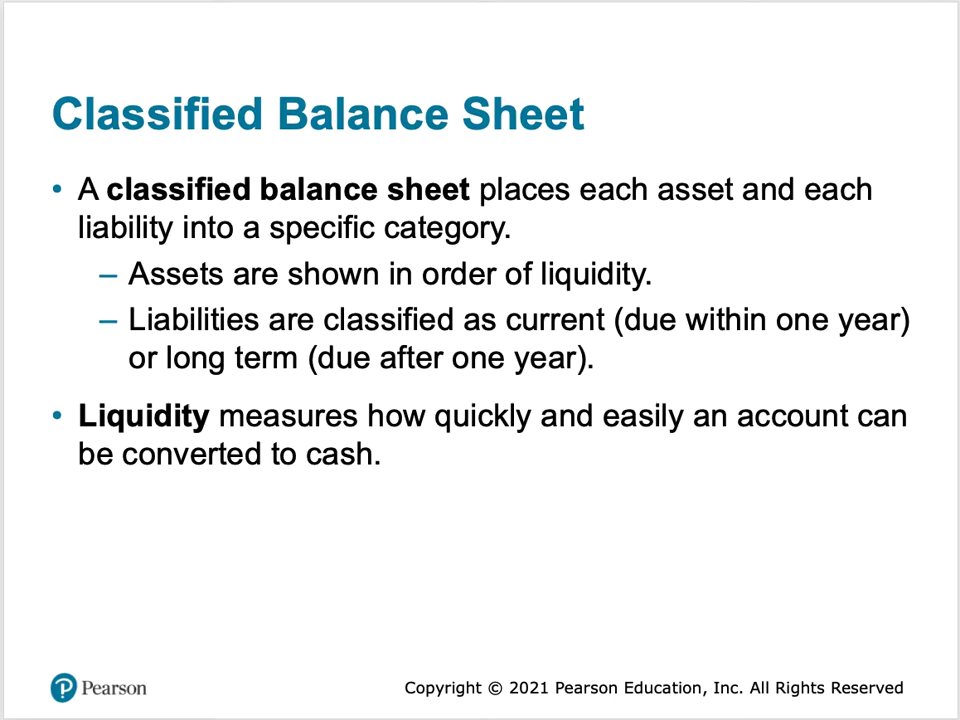 Classified Balance Sheet
• A classified balance sheet places each asset and each
liability into a specific category.
– Assets are shown in order of liquidity.
– Liabilities are classified as current (due within one year)
or long term (due after one year).
• Liquidity measures how quickly and easily an account can
be converted to cash.
P Pearson
Copyright © 2021 Pearson Education, Inc. All Rights Reserved